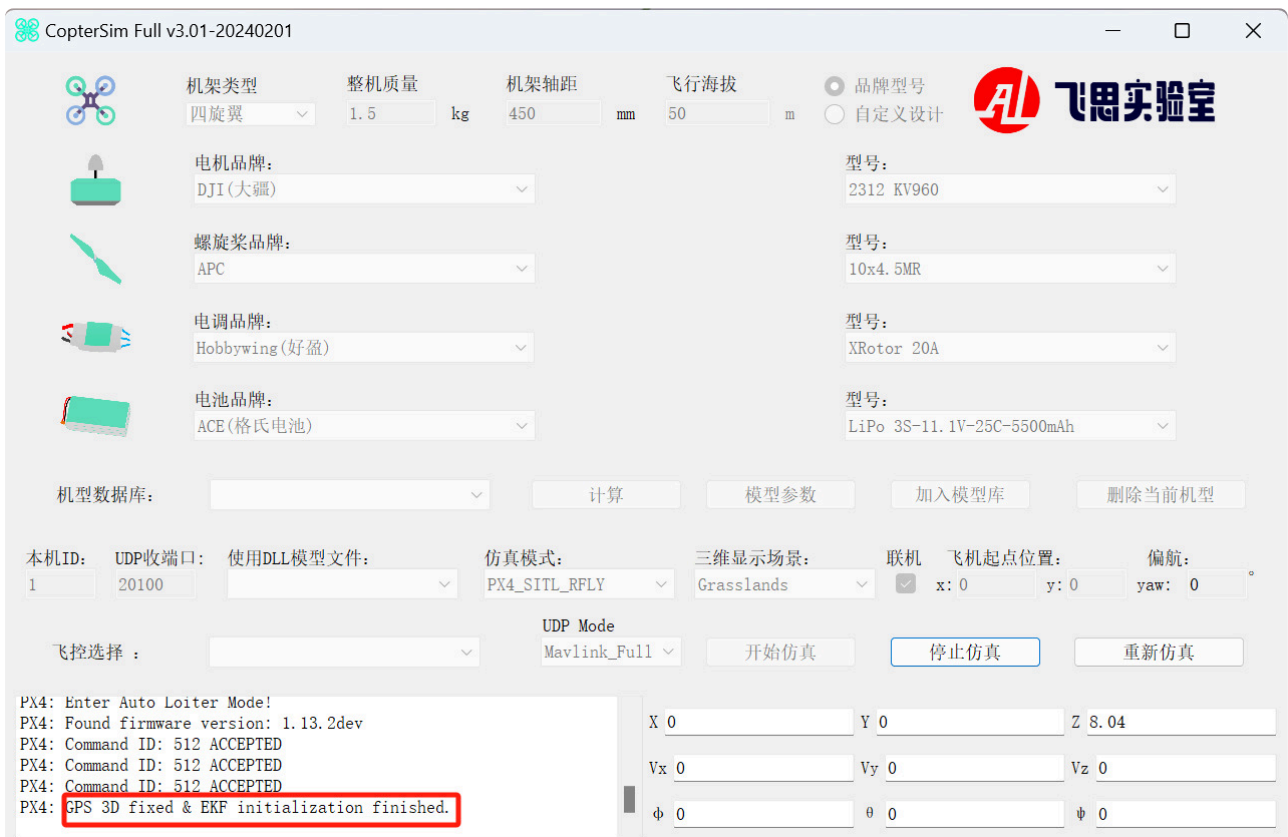 CopterSim Full v3.01-20240201
机架类型 整机质量 机架轴距 飞行海拔 品牌型号
四旋翼 1.5 kg 450 mm 50 m 自定义设计
飞思实验室
电机品牌： 型号：
DJI(大疆) 2312 KV960
螺旋桨品牌： 型号：
APC 10x4.5MR
电调品牌： 型号：
Hobbywing(好盈) XRotor 20A
电池品牌： 型号：
ACE(格氏电池) LiPo 3S-11.1V-25C-5500mAh
机型数据库： 计算 模型参数 加入模型库 删除当前机型
本机ID: UDP收端口: 使用DLL模型文件： 仿真模式： 三维显示场景： 联机 飞机起点位置： 偏航：
1 20100 PX4_SITL_RFLY Grasslands x: 0 y: 0 yaw: 0 °
UDP Mode
飞控选择 ： Mavlink_Full 开始仿真 停止仿真 重新仿真
PX4: Enter Auto Loiter Mode!
PX4: Found firmware version: 1.13.2dev
PX4: Command ID: 512 ACCEPTED
PX4: Command ID: 512 ACCEPTED
PX4: Command ID: 512 ACCEPTED
PX4: GPS 3D fixed & EKF initialization finished.
X 0 Y 0 Z 8.04
Vx 0 Vy 0 Vz 0
ϕ 0 θ 0 ψ 0